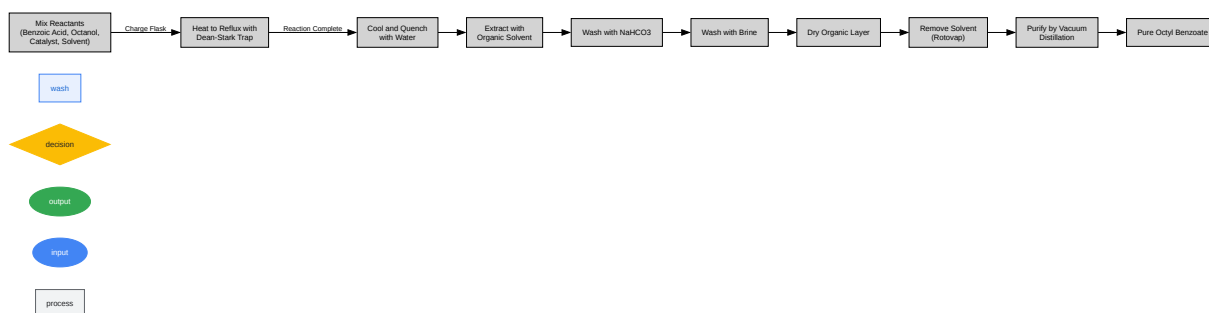 Mix Reactants
(Benzoic Acid, Octanol,
Catalyst, Solvent)
Charge Flask
Heat to Reflux with
Dean-Stark Trap
Reaction Complete
Cool and Quench
with Water
Extract with
Organic Solvent
Wash with NaHCO3
Wash with Brine
Dry Organic Layer
Remove Solvent
(Rotovap)
Purify by Vacuum
Distillation
Pure Octyl Benzoate
wash
decision
output
input
process